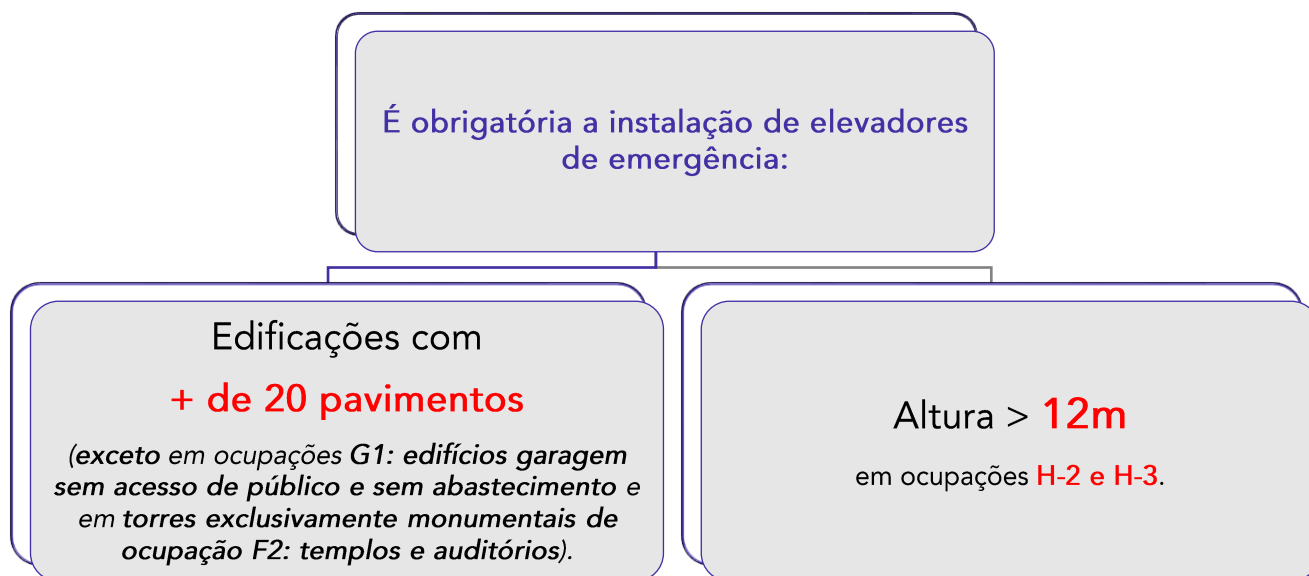 É obrigatória a instalação de elevadores
de emergência:
Edificações com
+ de 20 pavimentos
(exceto em ocupações G1: edifícios garagem
sem acesso de público e sem abastecimento e
em torres exclusivamente monumentais de
ocupação F2: templos e auditórios).
Altura > 12m
em ocupações H-2 e H-3.